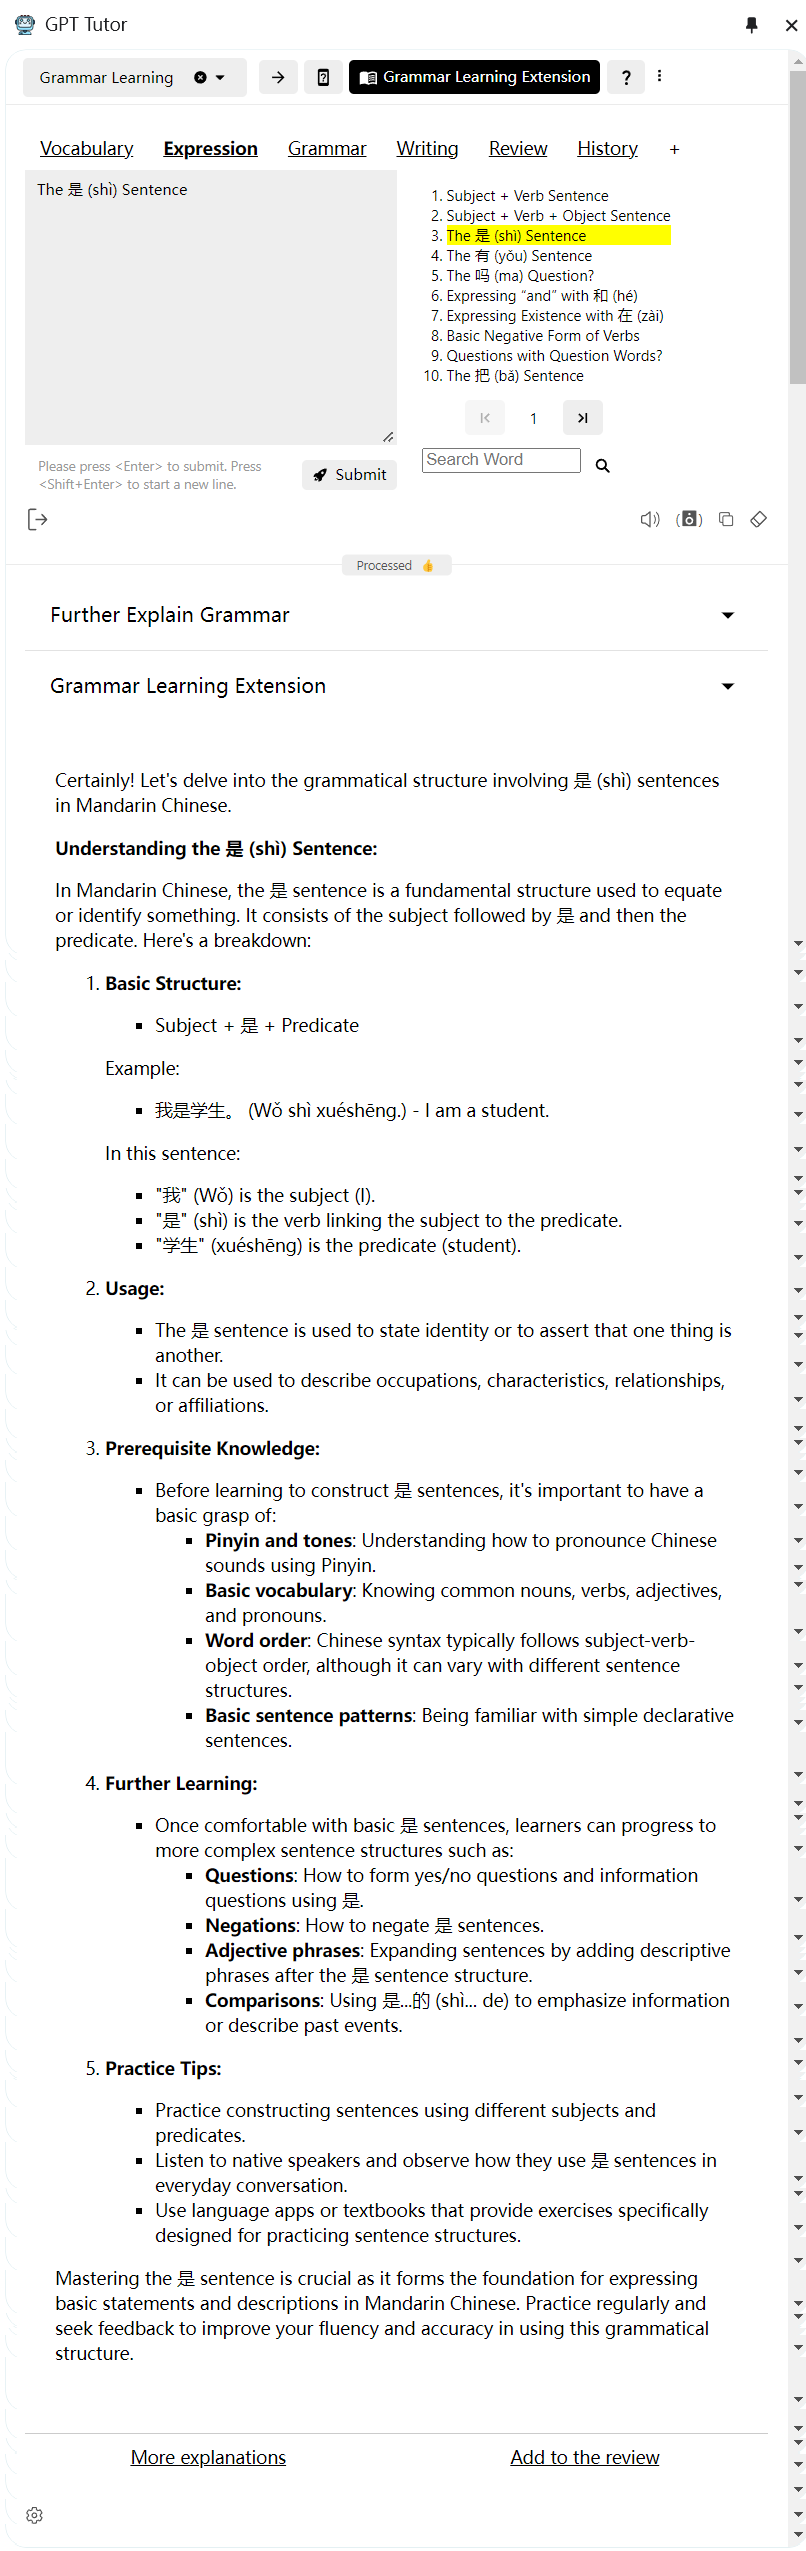 GPT Tutor
Grammar Learning
Grammar Learning Extension
?
Vocabulary Expression Grammar Writing Review History +
The 是 (shì) Sentence
1. Subject + Verb Sentence
2. Subject + Verb + Object Sentence
3. The 是 (shì) Sentence
4. The 有 (yǒu) Sentence
5. The 吗 (ma) Question?
6. Expressing “and” with 和 (hé)
7. Expressing Existence with 在 (zài)
8. Basic Negative Form of Verbs
9. Questions with Question Words?
10. The 把 (bǎ) Sentence
1
Search Word
Please press <Enter> to submit. Press
<Shift+Enter> to start a new line.
Submit
Processed 👍
Further Explain Grammar
Grammar Learning Extension
Certainly! Let's delve into the grammatical structure involving 是 (shì) sentences
in Mandarin Chinese.
Understanding the 是 (shì) Sentence:
In Mandarin Chinese, the 是 sentence is a fundamental structure used to equate
or identify something. It consists of the subject followed by 是 and then the
predicate. Here's a breakdown:
1. Basic Structure:
▪ Subject + 是 + Predicate
Example:
▪ 我是学生。 (Wǒ shì xuéshēng.) - I am a student.
In this sentence:
▪ "我" (Wǒ) is the subject (I).
▪ "是" (shì) is the verb linking the subject to the predicate.
▪ "学生" (xuéshēng) is the predicate (student).
2. Usage:
▪ The 是 sentence is used to state identity or to assert that one thing is
another.
▪ It can be used to describe occupations, characteristics, relationships,
or affiliations.
3. Prerequisite Knowledge:
▪ Before learning to construct 是 sentences, it's important to have a
basic grasp of:
▪ Pinyin and tones: Understanding how to pronounce Chinese
sounds using Pinyin.
▪ Basic vocabulary: Knowing common nouns, verbs, adjectives,
and pronouns.
▪ Word order: Chinese syntax typically follows subject-verb-
object order, although it can vary with different sentence
structures.
▪ Basic sentence patterns: Being familiar with simple declarative
sentences.
4. Further Learning:
▪ Once comfortable with basic 是 sentences, learners can progress to
more complex sentence structures such as:
▪ Questions: How to form yes/no questions and information
questions using 是.
▪ Negations: How to negate 是 sentences.
▪ Adjective phrases: Expanding sentences by adding descriptive
phrases after the 是 sentence structure.
▪ Comparisons: Using 是...的 (shì... de) to emphasize information
or describe past events.
5. Practice Tips:
▪ Practice constructing sentences using different subjects and
predicates.
▪ Listen to native speakers and observe how they use 是 sentences in
everyday conversation.
▪ Use language apps or textbooks that provide exercises specifically
designed for practicing sentence structures.
Mastering the 是 sentence is crucial as it forms the foundation for expressing
basic statements and descriptions in Mandarin Chinese. Practice regularly and
seek feedback to improve your fluency and accuracy in using this grammatical
structure.
More explanations
Add to the review